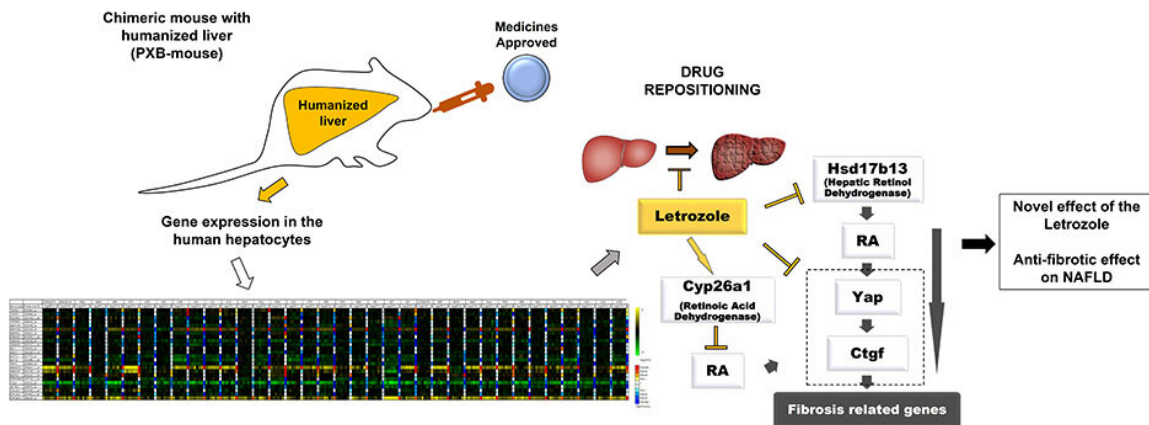 Chimeric mouse with
humanized liver
(PXB-mouse)
Medicines
Approved
Humanized
liver
Gene expression in the
human hepatocytes
DRUG
REPOSITIONING
Letrozole
Cyp26a1
(Retinoic Acid
Dehydrogenase)
RA
Hsd17b13
(Hepatic Retinol
Dehydrogenase)
RA
Yap
Ctgf
Fibrosis related genes
Novel effect of the
Letrozole
Anti-fibrotic effect
on NAFLD